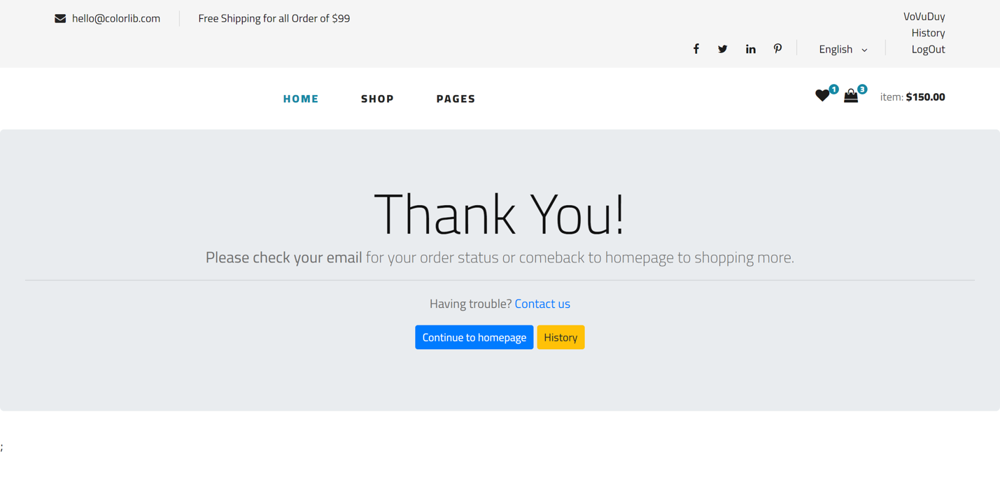 hello@colorlib.com Free Shipping for all Order of $99
VoVuDuy
History
English LogOut
HOME SHOP PAGES 1 3 item: $150.00
Thank You!
Please check your email for your order status or comeback to homepage to shopping more.
Having trouble? Contact us
Continue to homepage History
;